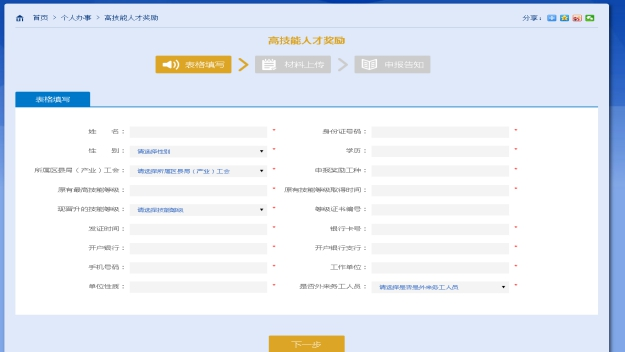 首页 > 个人办事 > 高技能人才奖励 分享：
高技能人才奖励
表格填写 材料上传 申报告知
表格填写
姓 名： * 身份证号码： *
性 别： 请选择性别 * 学历： *
所属区县局（产业）工会： 请选择所属区县局（产业）工会 * 申报奖励工种： *
原有最高技能等级： * 原有技能等级取得时间： *
现晋升的技能等级： 请选择技能等级 * 等级证书编号：
发证时间： * 银行卡号： *
开户银行： * 开户银行支行： *
手机号码： * 工作单位： *
单位性质： * 是否外来务工人员： 请选择是否是外来务工人员 *
下一步